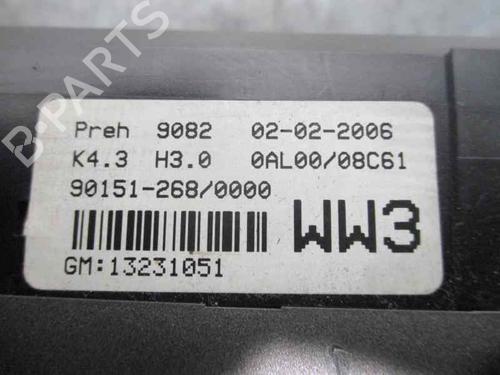 B-PARTS
Preh 9082 02-02-2006
K4.3 H3.0 0AL00/08C61
90151-268/0000
WW3
GM:13231051